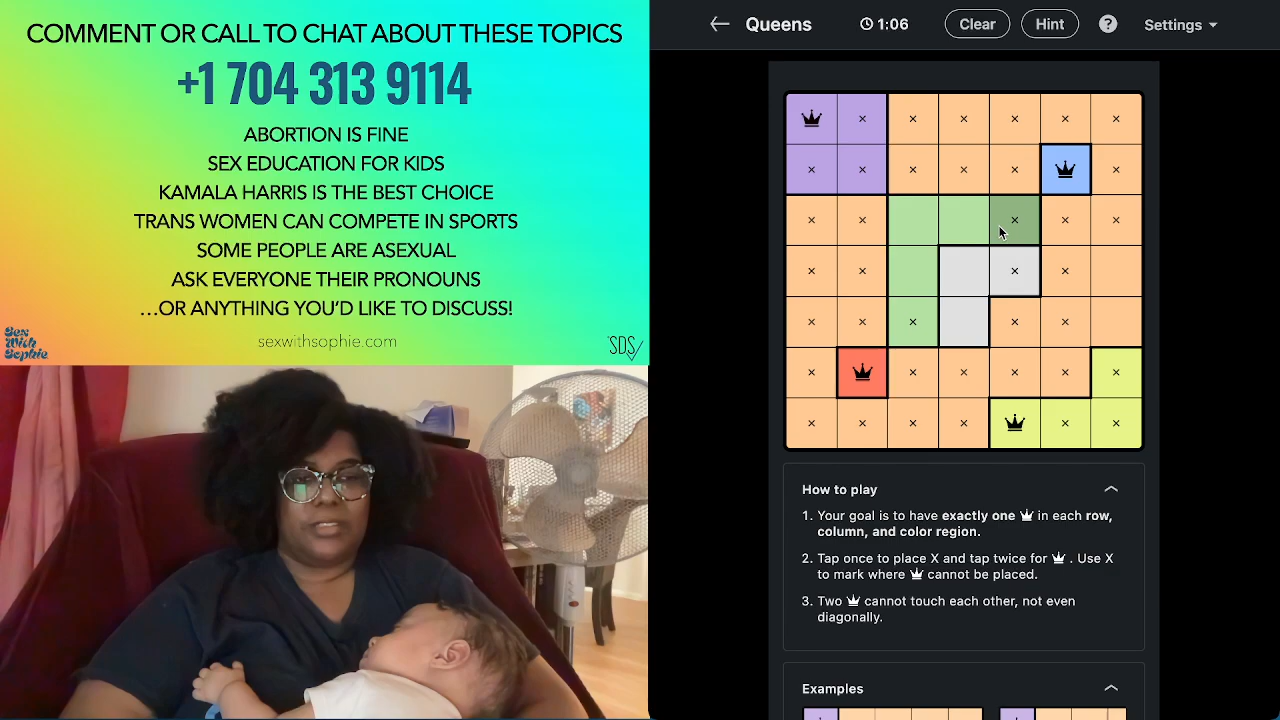 COMMENT OR CALL TO CHAT ABOUT THESE TOPICS
+1 704 313 9114
ABORTION IS FINE
SEX EDUCATION FOR KIDS
KAMALA HARRIS IS THE BEST CHOICE
TRANS WOMEN CAN COMPETE IN SPORTS
SOME PEOPLE ARE ASEXUAL
ASK EVERYONE THEIR PRONOUNS
...OR ANYTHING YOU'D LIKE TO DISCUSS!
sexwithsophie.com
Sex
With
Sophie
SDS
Queens
1:06
Clear
Hint
?
Settings
How to play
1. Your goal is to have exactly one in each row,
column, and color region.
2. Tap once to place X and tap twice for . Use X
to mark where cannot be placed.
3. Two cannot touch each other, not even
diagonally.
Examples